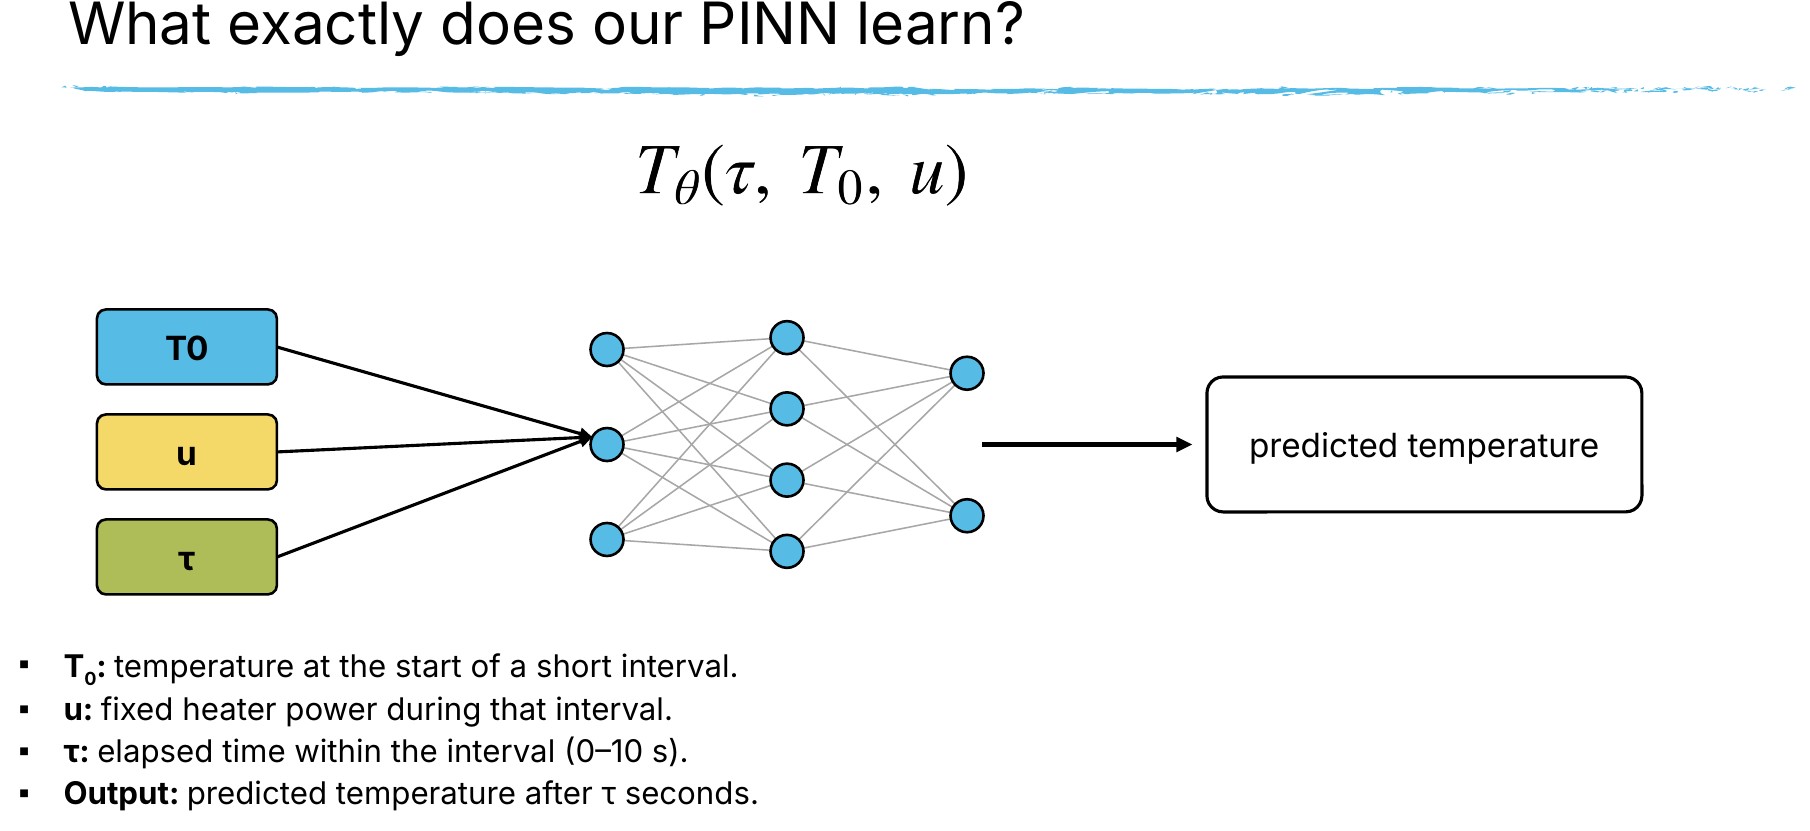 What exactly does our PINN learn?
T_θ(τ, T₀, u)
T0
u
τ
predicted temperature
▪ T₀: temperature at the start of a short interval.
▪ u: fixed heater power during that interval.
▪ τ: elapsed time within the interval (0–10 s).
▪ Output: predicted temperature after τ seconds.